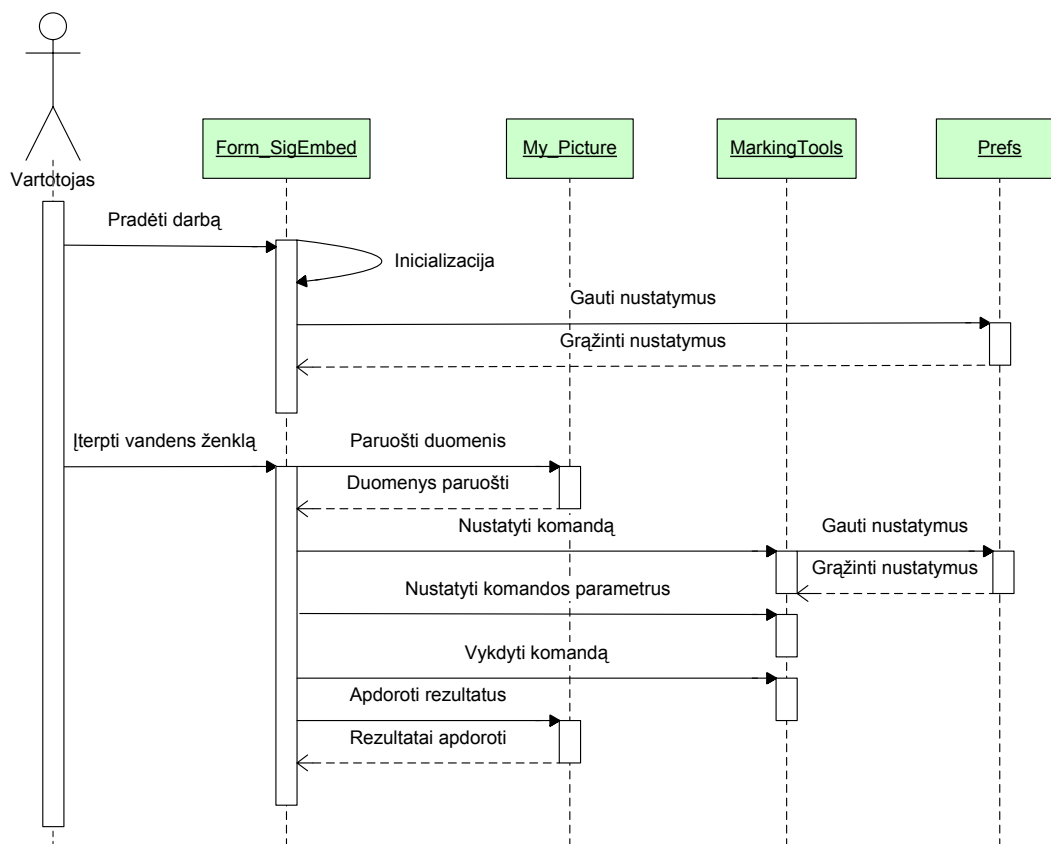 Form_SigEmbed
My_Picture
MarkingTools
Prefs
Vartotojas
Pradėti darbą
Inicializacija
Gauti nustatymus
Grąžinti nustatymus
Įterpti vandens ženklą
Paruošti duomenis
Duomenys paruošti
Nustatyti komandą
Gauti nustatymus
Grąžinti nustatymus
Nustatyti komandos parametrus
Vykdyti komandą
Apdoroti rezultatus
Rezultatai apdoroti